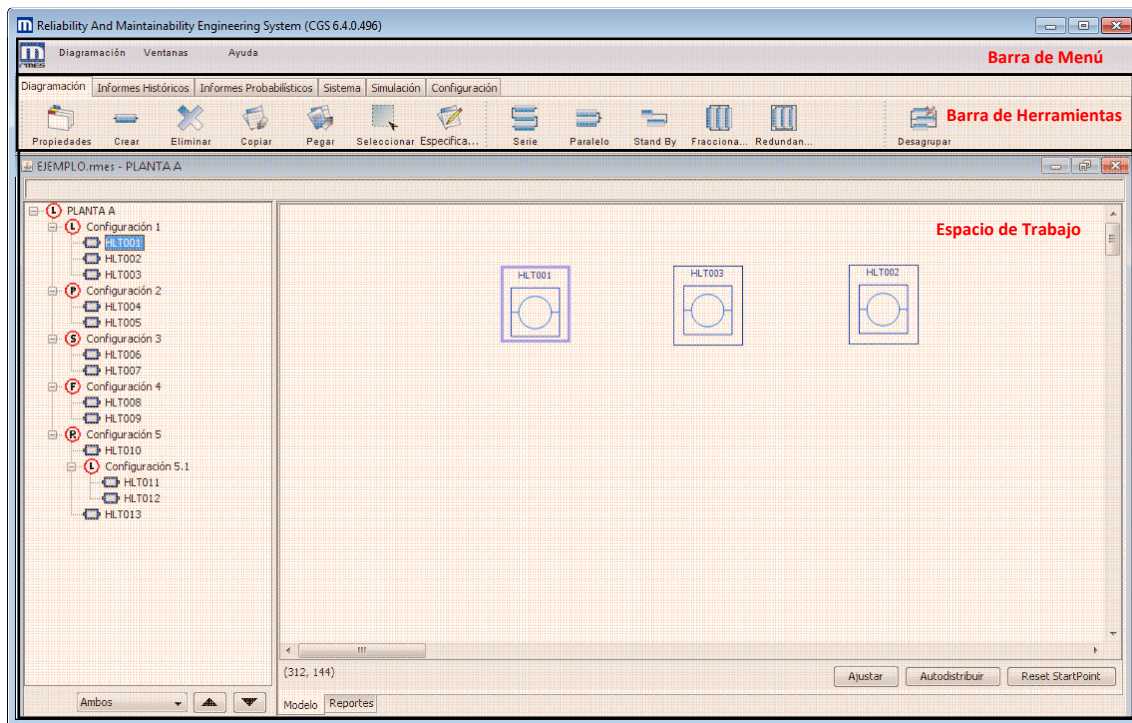 Reliability And Maintainability Engineering System (CGS 6.4.0.496)
rmes Diagramación Ventanas Ayuda
Barra de Menú
Diagramación Informes Históricos Informes Probabilísticos Sistema Simulación Configuración
Propiedades Crear Eliminar Copiar Pegar Seleccionar Especifica... Serie Paralelo Stand By Fracciona... Redundan... Desagrupar
Barra de Herramientas
EJEMPLO.rmes - PLANTA A
L PLANTA A
L Configuración 1
HLT001
HLT002
HLT003
P Configuración 2
HLT004
HLT005
S Configuración 3
HLT006
HLT007
F Configuración 4
HLT008
HLT009
R Configuración 5
HLT010
L Configuración 5.1
HLT011
HLT012
HLT013
Ambos
Espacio de Trabajo
HLT001 HLT003 HLT002
(312, 144)
Ajustar Autodistribuir Reset StartPoint
Modelo Reportes